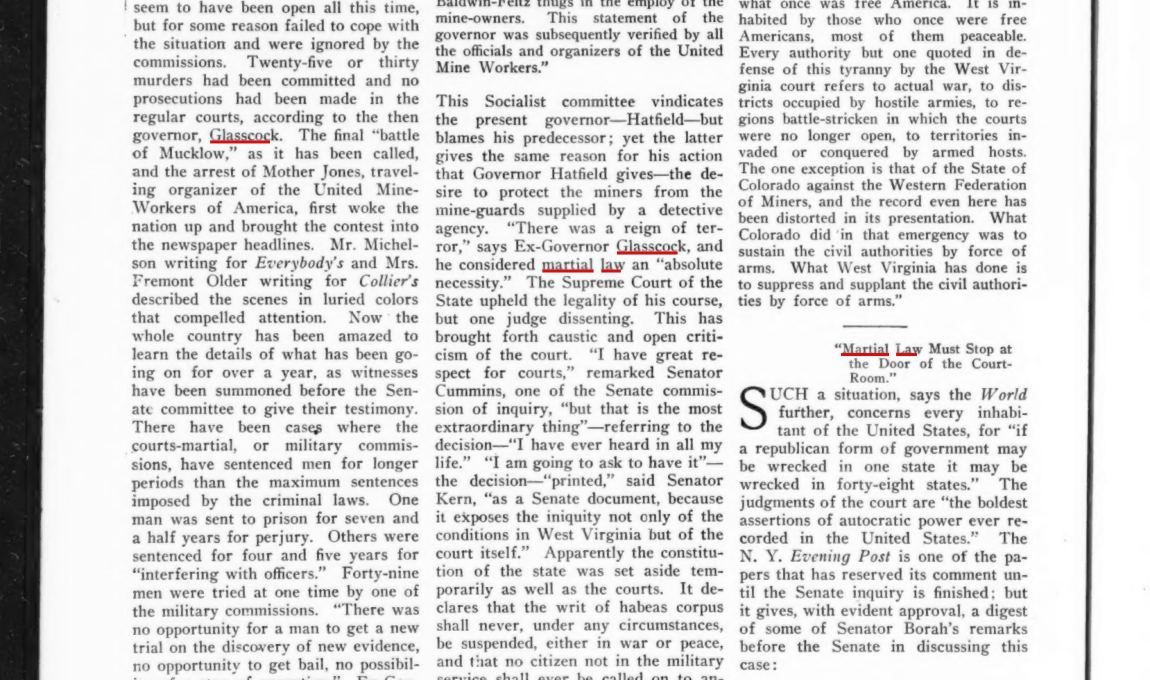 seem to have been open all this time,
but for some reason failed to cope with
the situation and were ignored by the
commissions. Twenty-five or thirty
murders had been committed and no
prosecutions had been made in the
regular courts, according to the then
governor, Glasscock. The final “battle
of Mucklow,” as it has been called,
and the arrest of Mother Jones, travel-
ing organizer of the United Mine-
Workers of America, first woke the
nation up and brought the contest into
the newspaper headlines. Mr. Michel-
son writing for Everybody's and Mrs.
Fremont Older writing for Collier's
described the scenes in luried colors
that compelled attention. Now the
whole country has been amazed to
learn the details of what has been go-
ing on for over a year, as witnesses
have been summoned before the Sen-
ate committee to give their testimony.
There have been cases where the
courts-martial, or military commis-
sions, have sentenced men for longer
periods than the maximum sentences
imposed by the criminal laws. One
man was sent to prison for seven and
a half years for perjury. Others were
sentenced for four and five years for
“interfering with officers.” Forty-nine
men were tried at one time by one of
the military commissions. “There was
no opportunity for a man to get a new
trial on the discovery of new evidence,
no opportunity to get bail, no possibil-
Baldwin-Feltz thugs in the employ of the
mine-owners. This statement of the
governor was subsequently verified by all
the officials and organizers of the United
Mine Workers.”
This Socialist committee vindicates
the present governor—Hatfield—but
blames his predecessor; yet the latter
gives the same reason for his action
that Governor Hatfield gives—the de-
sire to protect the miners from the
mine-guards supplied by a detective
agency. “There was a reign of ter-
ror,” says Ex-Governor Glasscock, and
he considered martial law an “absolute
necessity.” The Supreme Court of the
State upheld the legality of his course,
but one judge dissenting. This has
brought forth caustic and open criti-
cism of the court. “I have great re-
spect for courts,” remarked Senator
Cummins, one of the Senate commis-
sion of inquiry, “but that is the most
extraordinary thing”—referring to the
decision—“I have ever heard in all my
life.” “I am going to ask to have it”—
the decision—“printed,” said Senator
Kern, “as a Senate document, because
it exposes the iniquity not only of the
conditions in West Virginia but of the
court itself.” Apparently the constitu-
tion of the state was set aside tem-
porarily as well as the courts. It de-
clares that the writ of habeas corpus
shall never, under any circumstances,
be suspended, either in war or peace,
and that no citizen not in the military
service shall ever be called on to an-
what once was free America. It is in-
habited by those who once were free
Americans, most of them peaceable.
Every authority but one quoted in de-
fense of this tyranny by the West Vir-
ginia court refers to actual war, to dis-
tricts occupied by hostile armies, to re-
gions battle-stricken in which the courts
were no longer open, to territories in-
vaded or conquered by armed hosts.
The one exception is that of the State of
Colorado against the Western Federation
of Miners, and the record even here has
been distorted in its presentation. What
Colorado did in that emergency was to
sustain the civil authorities by force of
arms. What West Virginia has done is
to suppress and supplant the civil authori-
ties by force of arms.”
“Martial Law Must Stop at
the Door of the Court-
Room.”
SUCH a situation, says the World
further, concerns every inhabi-
tant of the United States, for “if
a republican form of government may
be wrecked in one state it may be
wrecked in forty-eight states.” The
judgments of the court are “the boldest
assertions of autocratic power ever re-
corded in the United States.” The
N. Y. Evening Post is one of the pa-
pers that has reserved its comment un-
til the Senate inquiry is finished; but
it gives, with evident approval, a digest
of some of Senator Borah's remarks
before the Senate in discussing this
case: